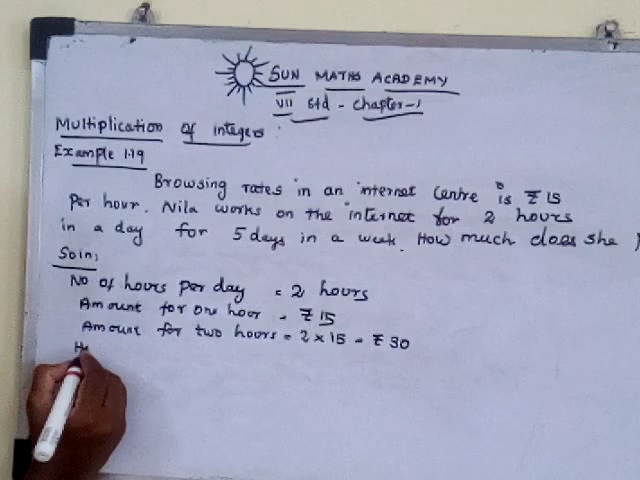 SUN MATHS ACADEMY
VII Std - Chapter-1
Multiplication of integers:
Example 1.19
Browsing rates in an internet Centre is ₹ 15
Per hour. Nila works on the internet for 2 hours
in a day for 5 days in a week. How much does she
Soln;
No of hours per day = 2 hours
Amount for one hoor = ₹ 15
Amount for two hours = 2 × 15 = ₹ 30